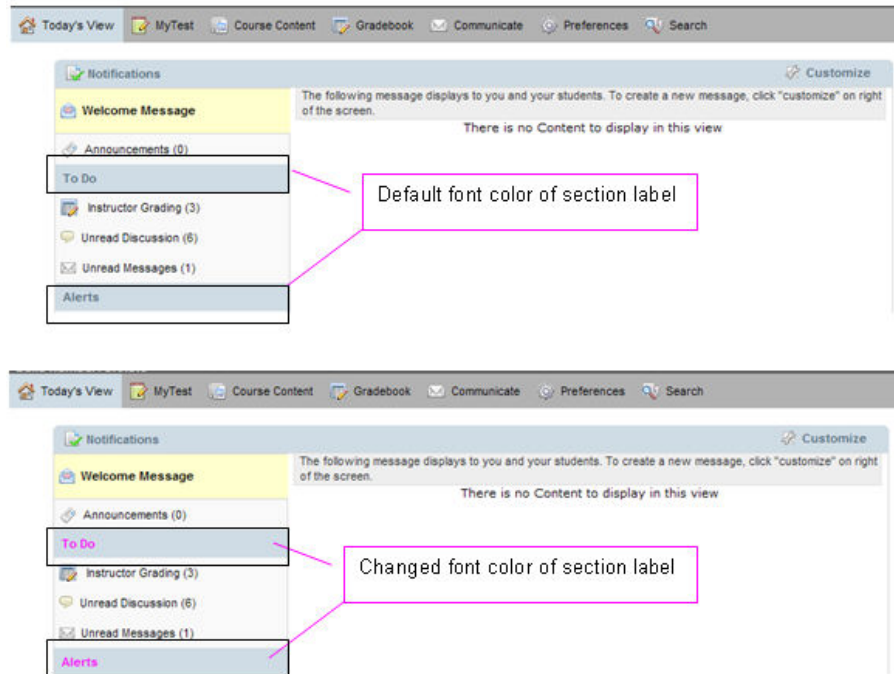 Today's View MyTest Course Content Gradebook Communicate Preferences Search
Notifications Customize
Welcome Message
The following message displays to you and your students. To create a new message, click "customize" on right
of the screen.
There is no Content to display in this view
Announcements (0)
To Do
Instructor Grading (3)
Unread Discussion (6)
Unread Messages (1)
Alerts
Default font color of section label
Today's View MyTest Course Content Gradebook Communicate Preferences Search
Notifications Customize
Welcome Message
The following message displays to you and your students. To create a new message, click "customize" on right
of the screen.
There is no Content to display in this view
Announcements (0)
To Do
Instructor Grading (3)
Unread Discussion (6)
Unread Messages (1)
Alerts
Changed font color of section label